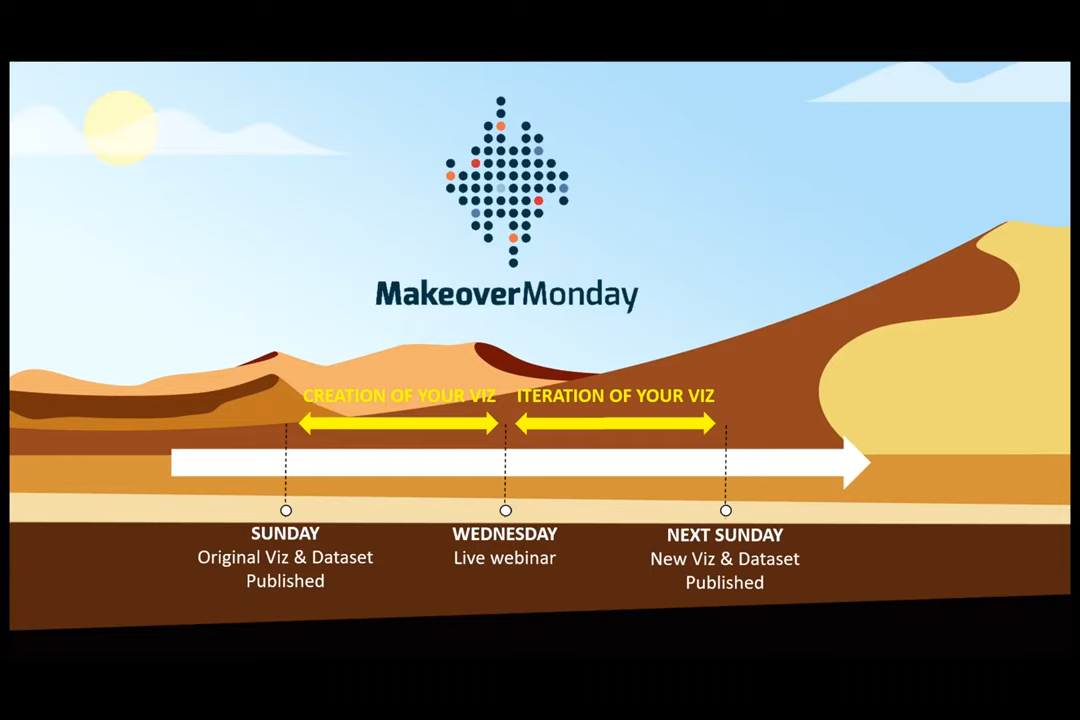 MakeoverMonday
CREATION OF YOUR VIZ
ITERATION OF YOUR VIZ
SUNDAY
Original Viz & Dataset
Published
WEDNESDAY
Live webinar
NEXT SUNDAY
New Viz & Dataset
Published